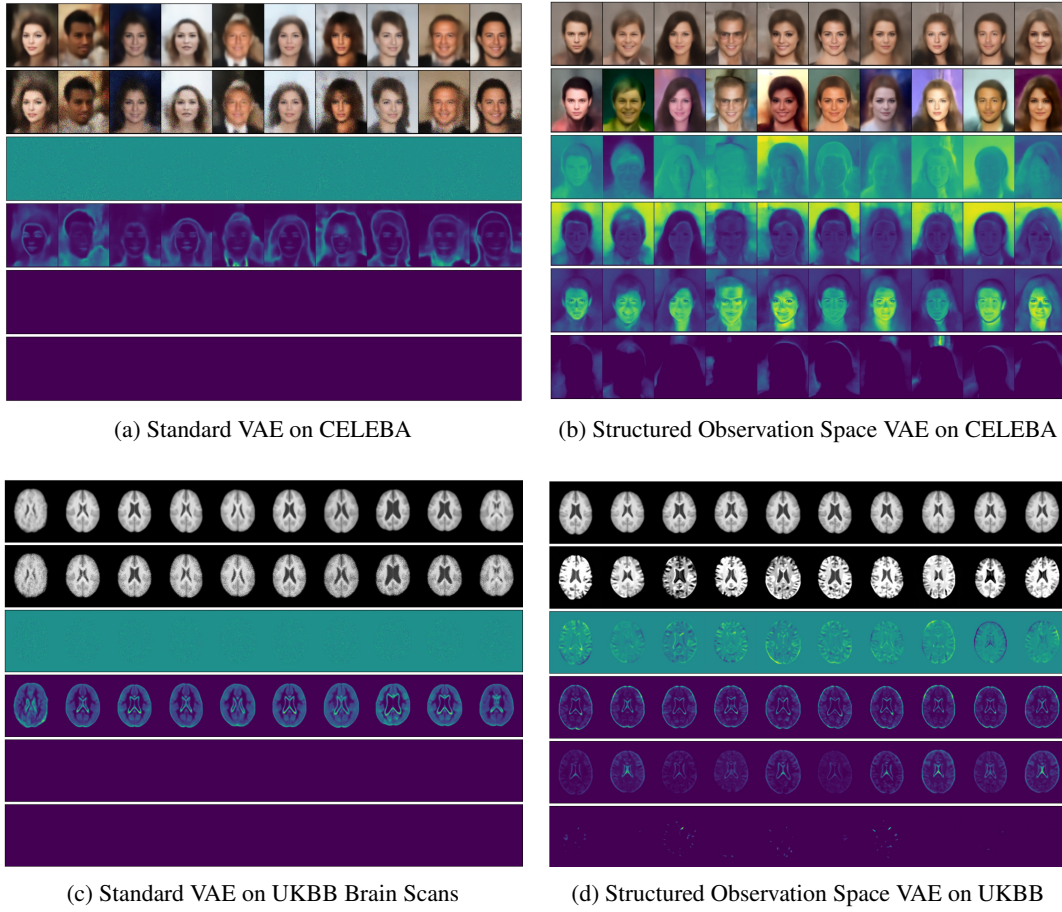 (a) Standard VAE on CELEBA
(b) Structured Observation Space VAE on CELEBA
(c) Standard VAE on UKBB Brain Scans
(d) Structured Observation Space VAE on UKBB